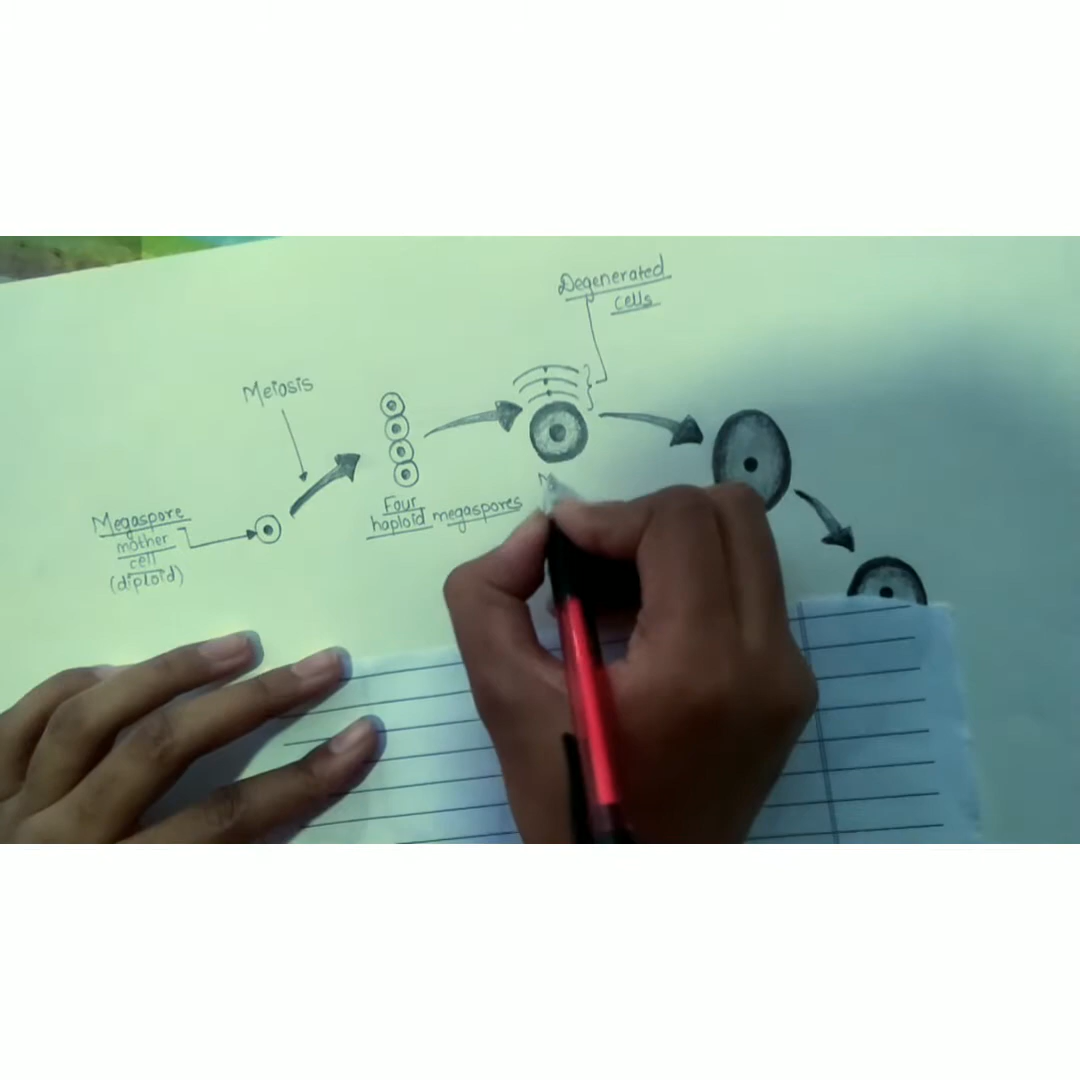 Degenerated
cells
Meiosis
Megaspore
mother
cell
(diploid)
Four
haploid megaspores